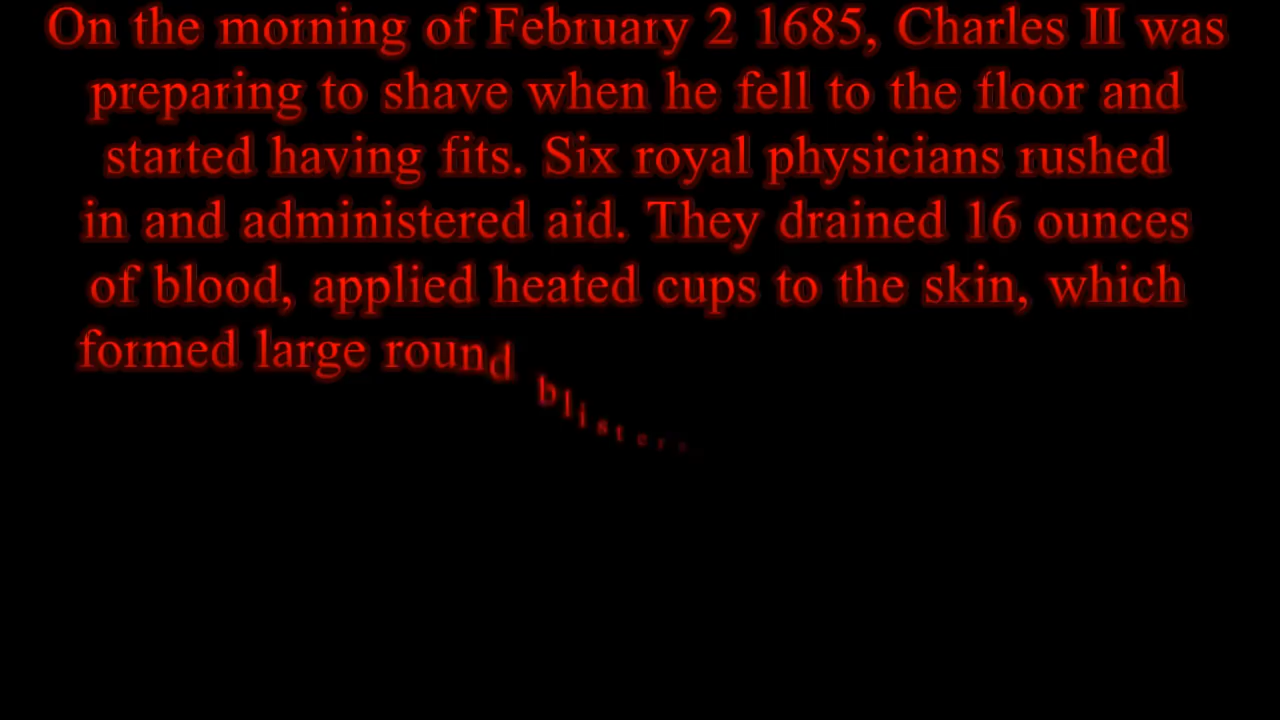 On the morning of February 2 1685, Charles II was
preparing to shave when he fell to the floor and
started having fits. Six royal physicians rushed
in and administered aid. They drained 16 ounces
of blood, applied heated cups to the skin, which
formed large round blisters